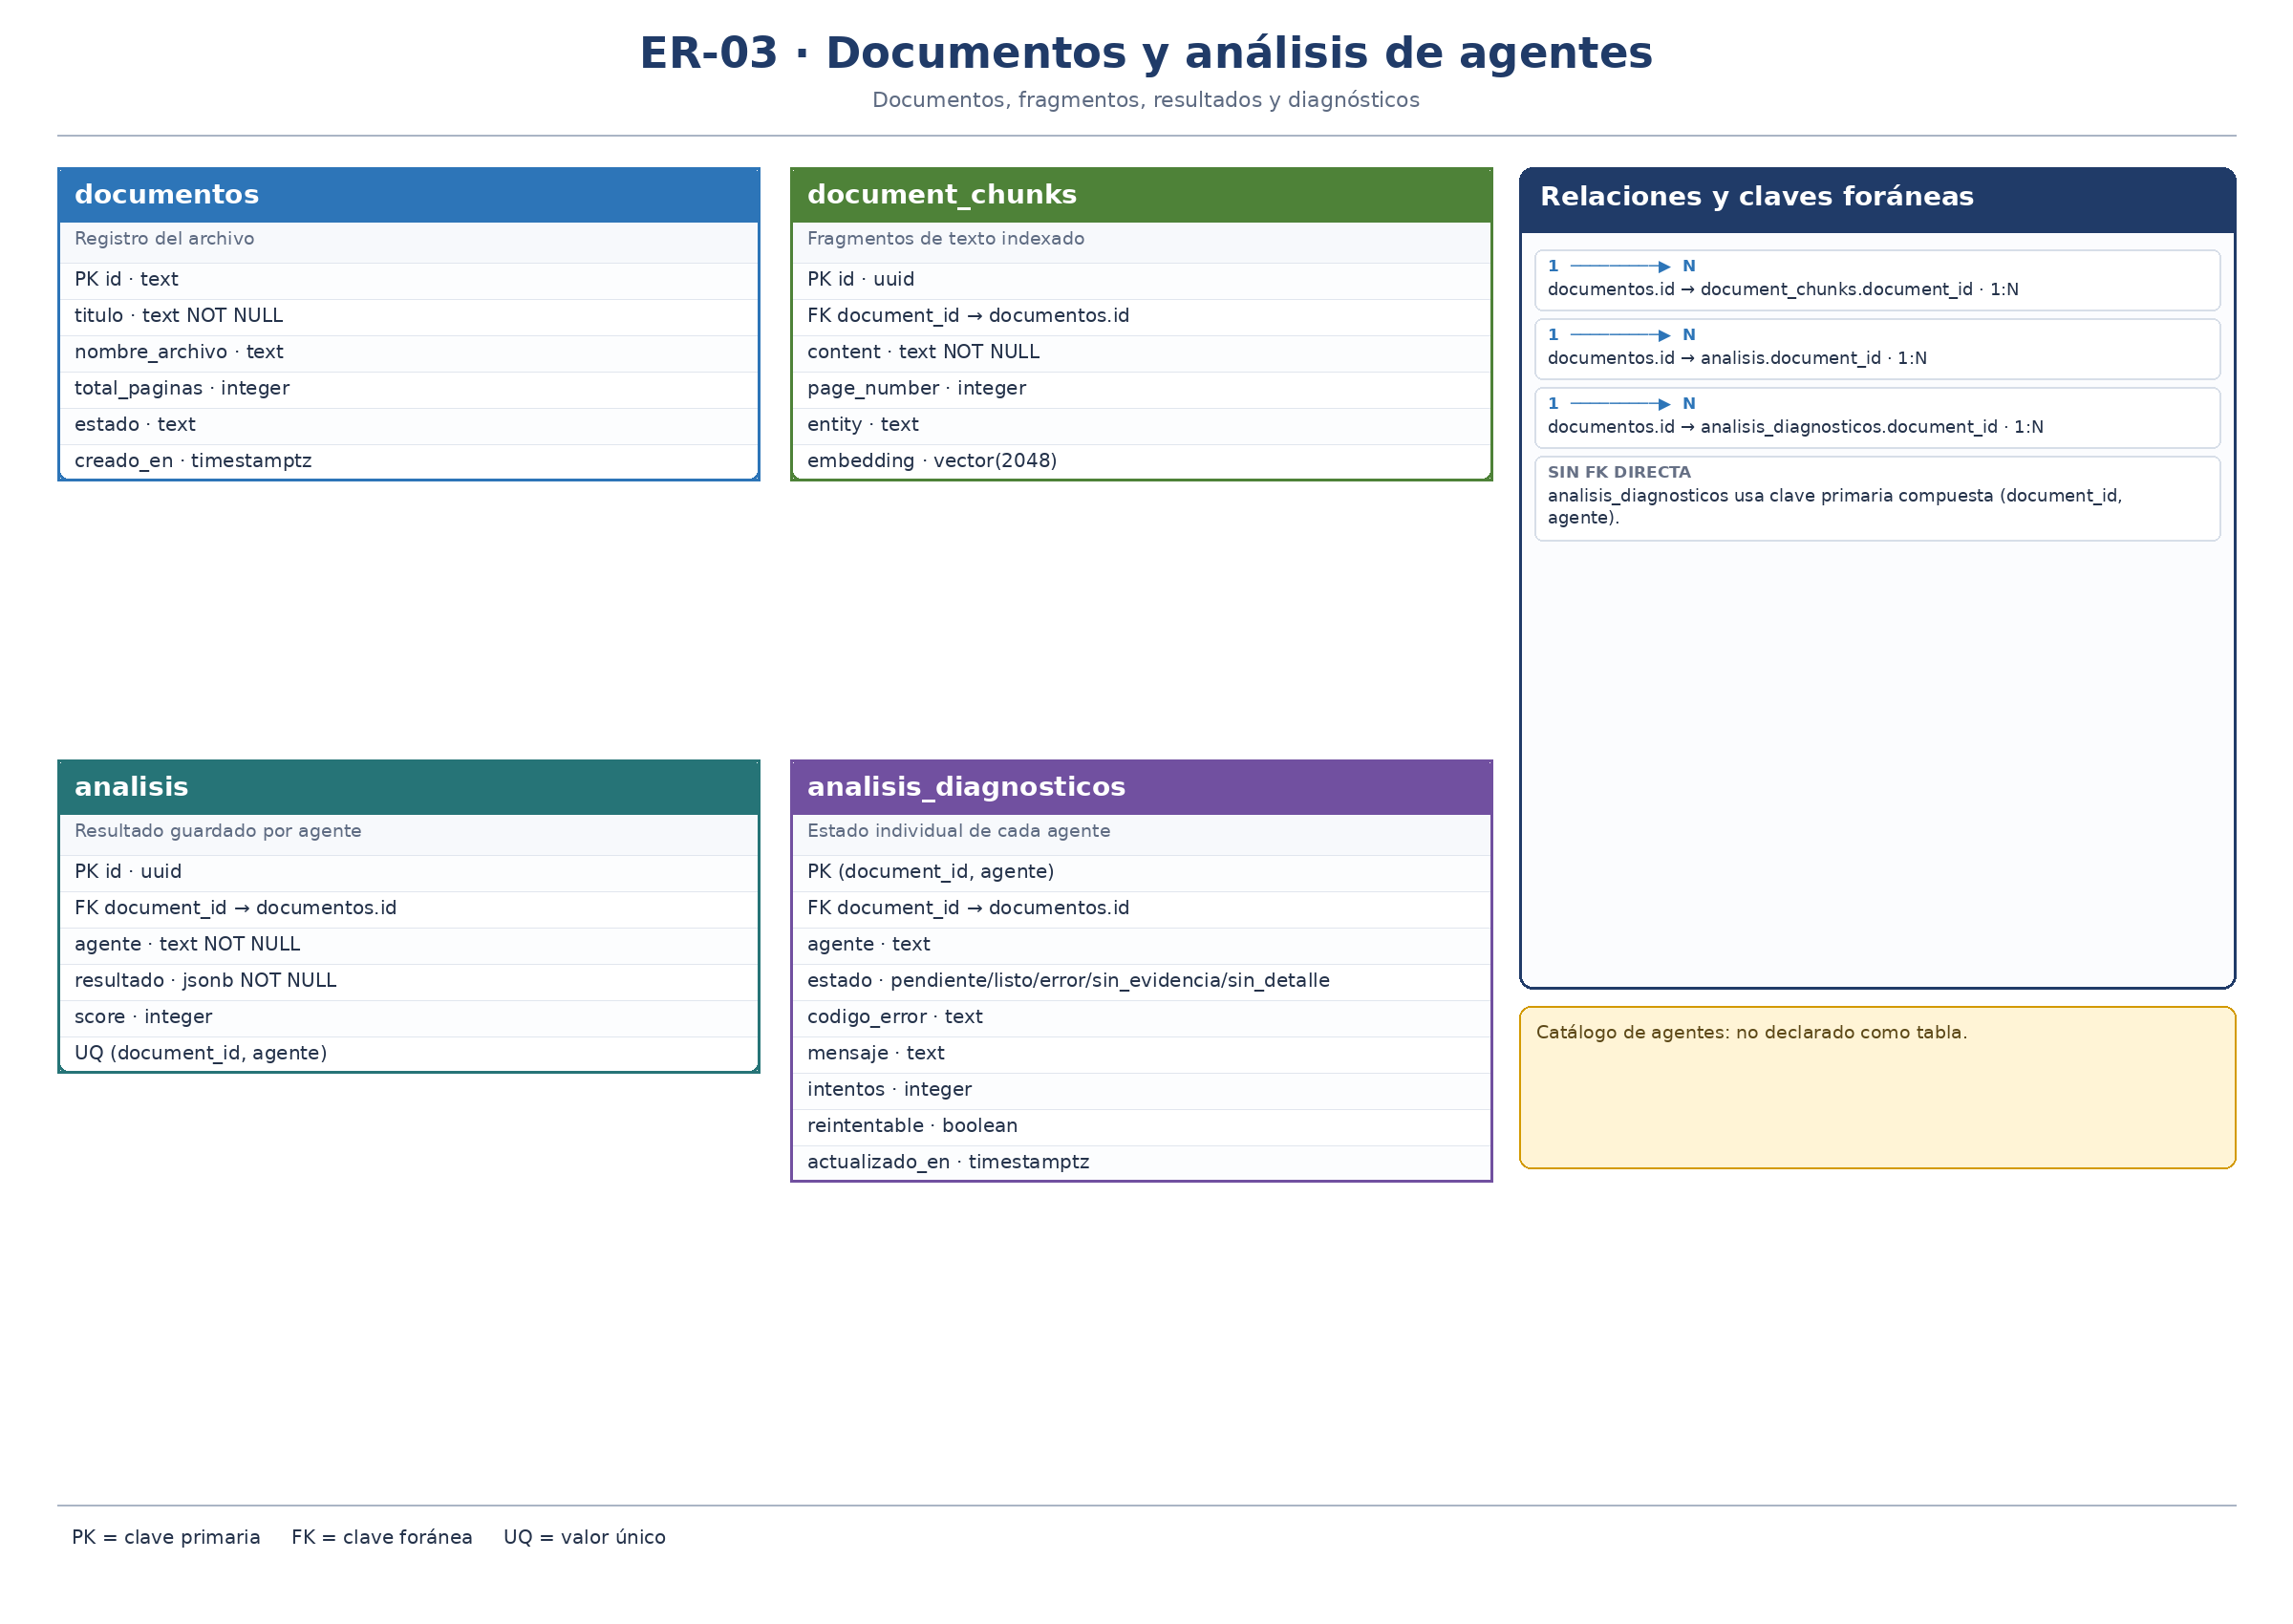 ER-03 · Documentos y análisis de agentes
Documentos, fragmentos, resultados y diagnósticos
documentos
Registro del archivo
PK id · text
titulo · text NOT NULL
nombre_archivo · text
total_paginas · integer
estado · text
creado_en · timestamptz
document_chunks
Fragmentos de texto indexado
PK id · uuid
FK document_id → documentos.id
content · text NOT NULL
page_number · integer
entity · text
embedding · vector(2048)
analisis
Resultado guardado por agente
PK id · uuid
FK document_id → documentos.id
agente · text NOT NULL
resultado · jsonb NOT NULL
score · integer
UQ (document_id, agente)
analisis_diagnosticos
Estado individual de cada agente
PK (document_id, agente)
FK document_id → documentos.id
agente · text
estado · pendiente/listo/error/sin_evidencia/sin_detalle
codigo_error · text
mensaje · text
intentos · integer
reintentable · boolean
actualizado_en · timestamptz
Relaciones y claves foráneas
1 ────────▶ N
documentos.id → document_chunks.document_id · 1:N
1 ────────▶ N
documentos.id → analisis.document_id · 1:N
1 ────────▶ N
documentos.id → analisis_diagnosticos.document_id · 1:N
SIN FK DIRECTA
analisis_diagnosticos usa clave primaria compuesta (document_id,
agente).
Catálogo de agentes: no declarado como tabla.
PK = clave primaria FK = clave foránea UQ = valor único